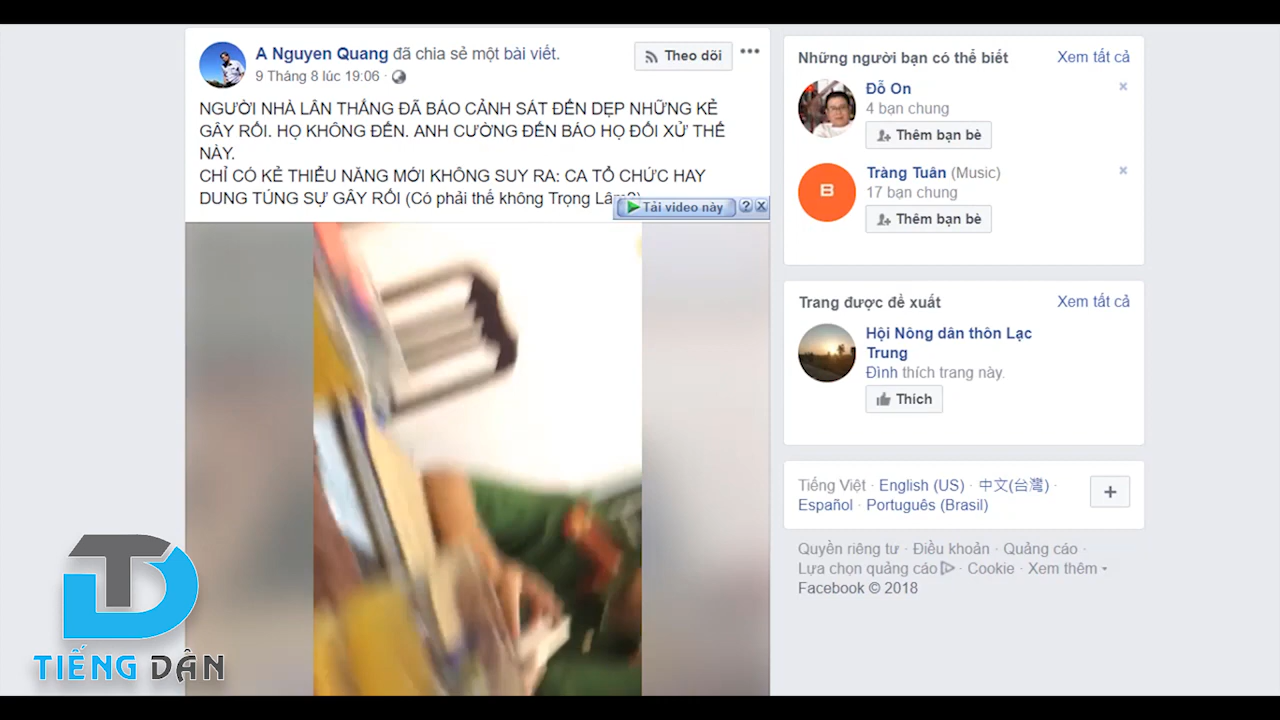 A Nguyen Quang đã chia sẻ một bài viết.
9 Tháng 8 lúc 19:06 ·
Theo dõi
NGƯỜI NHÀ LÂN THẮNG ĐÃ BÁO CẢNH SÁT ĐẾN DẸP NHỮNG KẺ
GÂY RỐI. HỌ KHÔNG ĐẾN. ANH CƯỜNG ĐẾN BÁO HỌ ĐỐI XỬ THẾ
NÀY.
CHỈ CÓ KẺ THIỂU NĂNG MỚI KHÔNG SUY RA: CA TỔ CHỨC HAY
DUNG TÚNG SỰ GÂY RỐI (Có phải thế không Trọng
Tải video này ? X
Những người bạn có thể biết Xem tất cả
Đỗ On
4 bạn chung
Thêm bạn bè
B
Tràng Tuân (Music)
17 bạn chung
Thêm bạn bè
Trang được đề xuất Xem tất cả
Hội Nông dân thôn Lạc
Trung
Đình thích trang này.
Thích
Tiếng Việt · English (US) · 中文(台灣) ·
Español · Português (Brasil)
Quyền riêng tư · Điều khoản · Quảng cáo ·
Lựa chọn quảng cáo · Cookie · Xem thêm
Facebook © 2018
TD
TIẾNG DÂN